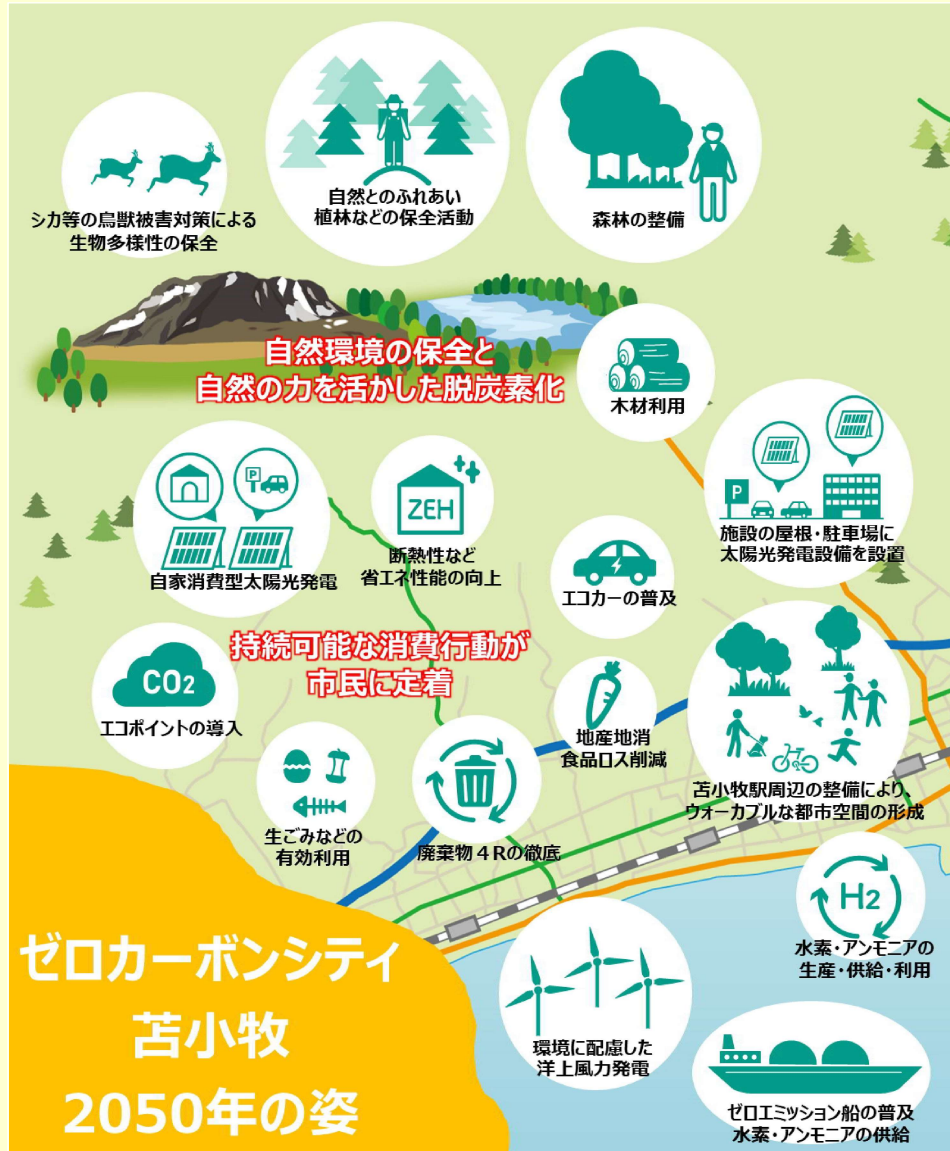 シカ等の鳥獣被害対策による
生物多様性の保全
自然とのふれあい
植林などの保全活動
森林の整備
自然環境の保全と
自然の力を活かした脱炭素化
木材利用
P
自家消費型太陽光発電
ZEH
断熱性など
省エネ性能の向上
エコカーの普及
P
施設の屋根・駐車場に
太陽光発電設備を設置
持続可能な消費行動が
市民に定着
CO2
エコポイントの導入
生ごみなどの
有効利用
廃棄物4Rの徹底
地産地消
食品ロス削減
苫小牧駅周辺の整備により、
ウォーカブルな都市空間の形成
H2
水素・アンモニアの
生産・供給・利用
環境に配慮した
洋上風力発電
ゼロエミッション船の普及
水素・アンモニアの供給
ゼロカーボンシティ
苫小牧
2050年の姿